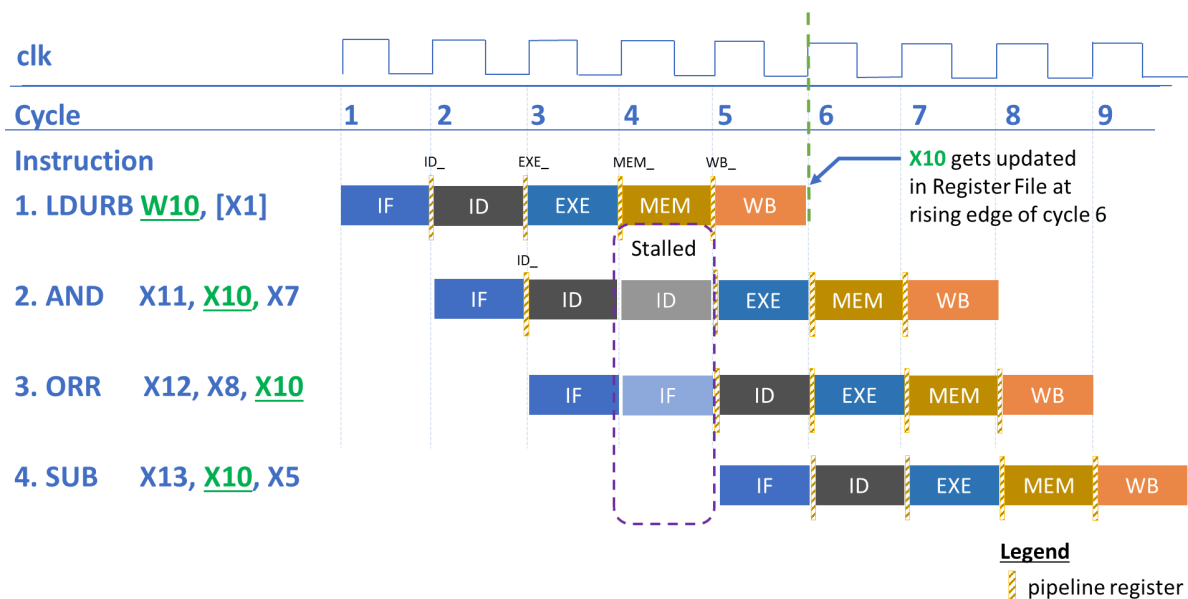 clk
Cycle 1 2 3 4 5 6 7 8 9
Instruction
ID_ EXE_ MEM_ WB_
1. LDURB W10, [X1] IF ID EXE MEM WB
X10 gets updated
in Register File at
rising edge of cycle 6
Stalled
ID_
2. AND X11, X10, X7 IF ID ID EXE MEM WB
3. ORR X12, X8, X10 IF IF ID EXE MEM WB
4. SUB X13, X10, X5 IF ID EXE MEM WB
Legend
pipeline register